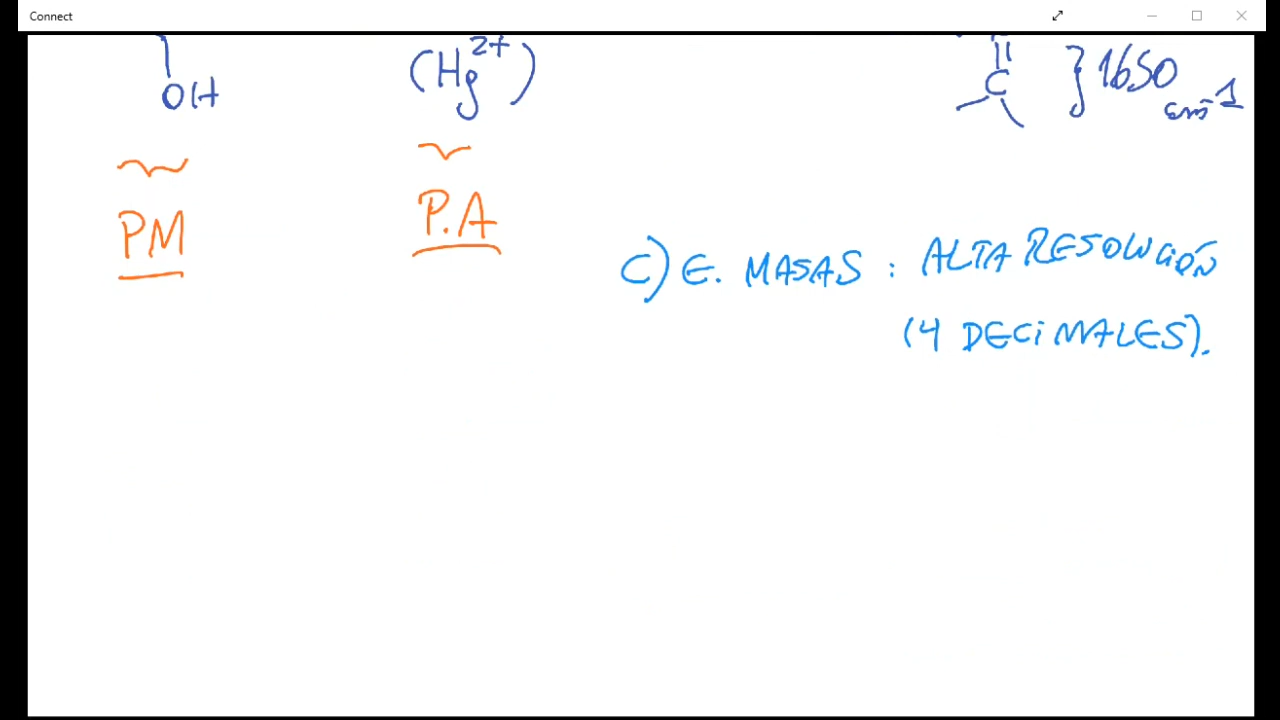 Connect
OH
(Hg²⁺)
C
} 1650 cm⁻¹
PM
P.A
C) E. MASAS : ALTA RESOLUCIÓN
(4 DECIMALES).